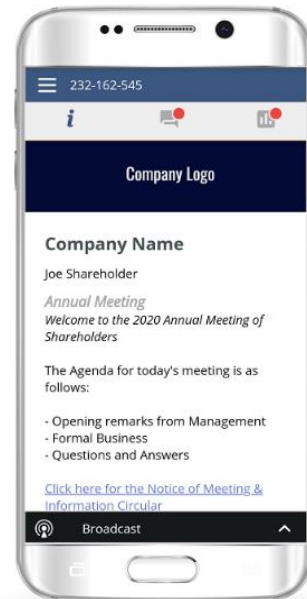 232-162-545
i
Company Logo
Company Name
Joe Shareholder
Annual Meeting
Welcome to the 2020 Annual Meeting of
Shareholders
The Agenda for today's meeting is as
follows:
- Opening remarks from Management
- Formal Business
- Questions and Answers
Click here for the Notice of Meeting &
Information Circular
Broadcast